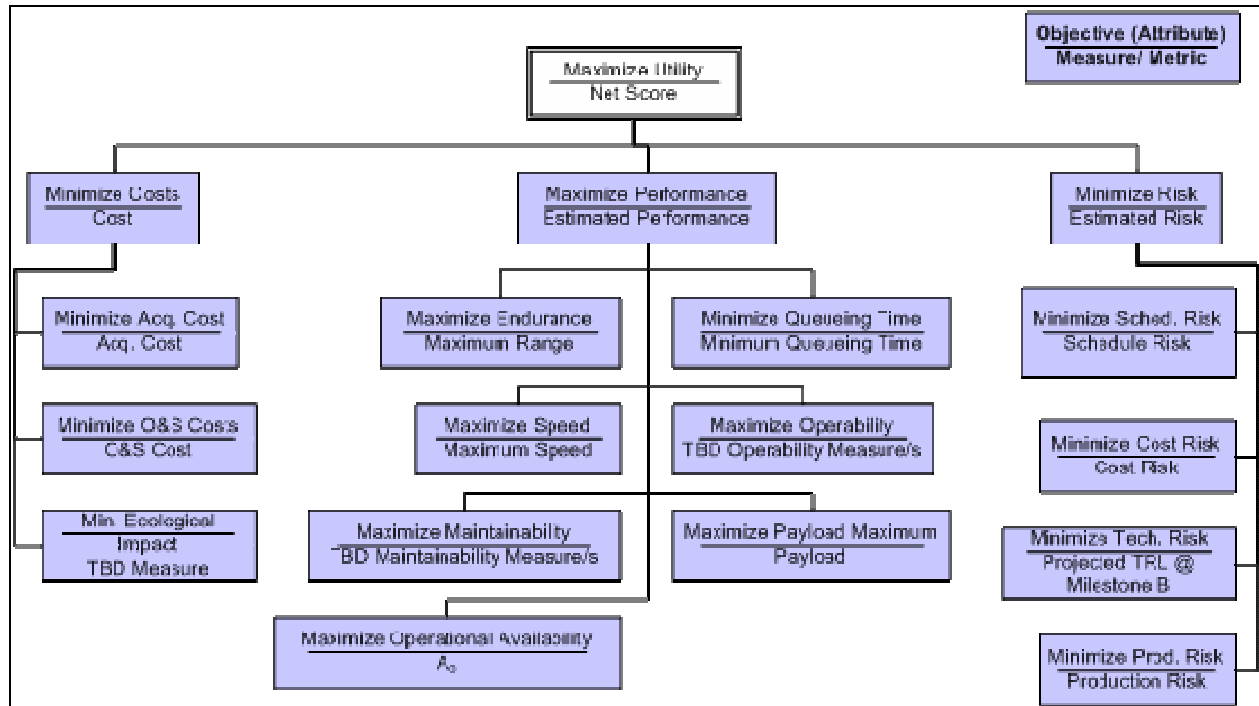 Objective (Attribute)
Measure/ Metric
Maximize Utility
Net Score
Minimize Costs
Cost
Maximize Performance
Estimated Performance
Minimize Risk
Estimated Risk
Minimize Acq. Cost
Acq. Cost
Maximize Endurance
Maximum Range
Minimize Queueing Time
Minimum Queueing Time
Minimize Sched. Risk
Schedule Risk
Minimize O&S Costs
O&S Cost
Maximize Speed
Maximum Speed
Maximize Operability
TBD Operability Measure/s
Minimize Cost Risk
Cost Risk
Min. Ecological
Impact
TBD Measure
Maximize Maintainability
TBD Maintainability Measure/s
Maximize Payload Maximum
Payload
Minimize Tech. Risk
Projected TRL @
Milestone B
Maximize Operational Availability
Ao
Minimize Prod. Risk
Production Risk